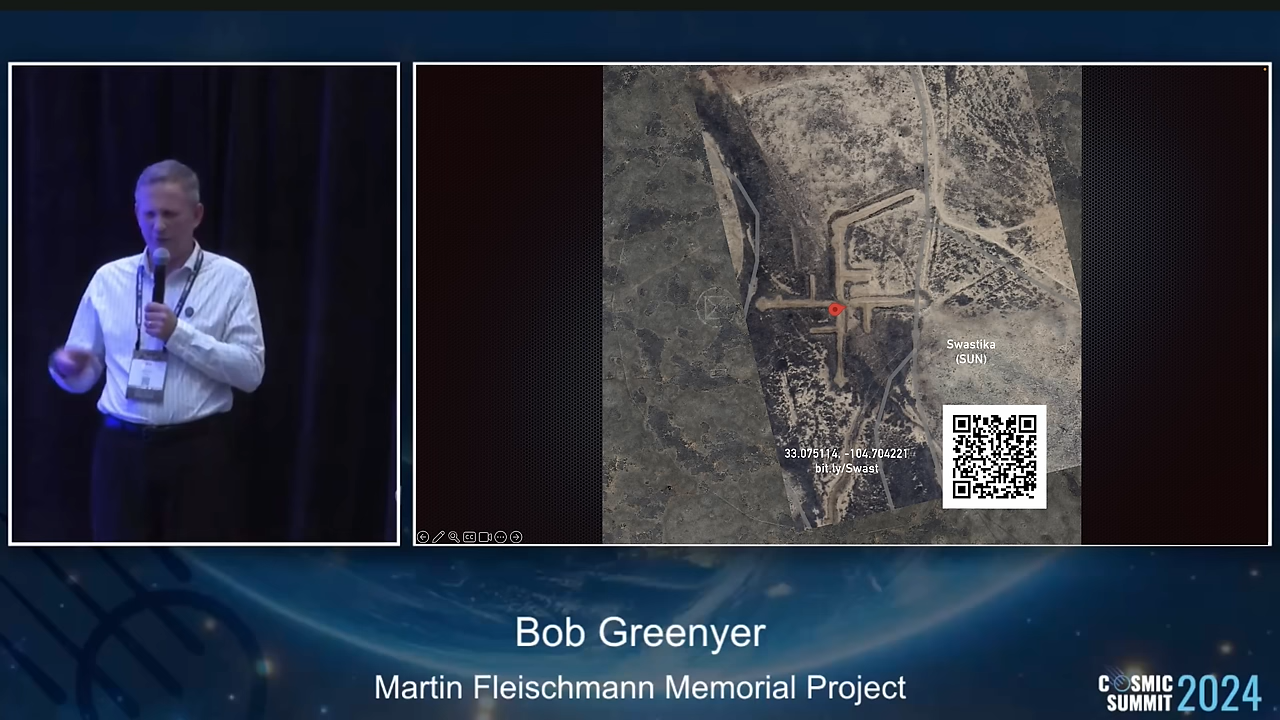 Swastika
(SUN)
33.075114, -104.704221
bit.ly/Swast
Bob Greenyer
Martin Fleischmann Memorial Project
COSMIC
SUMMIT 2024